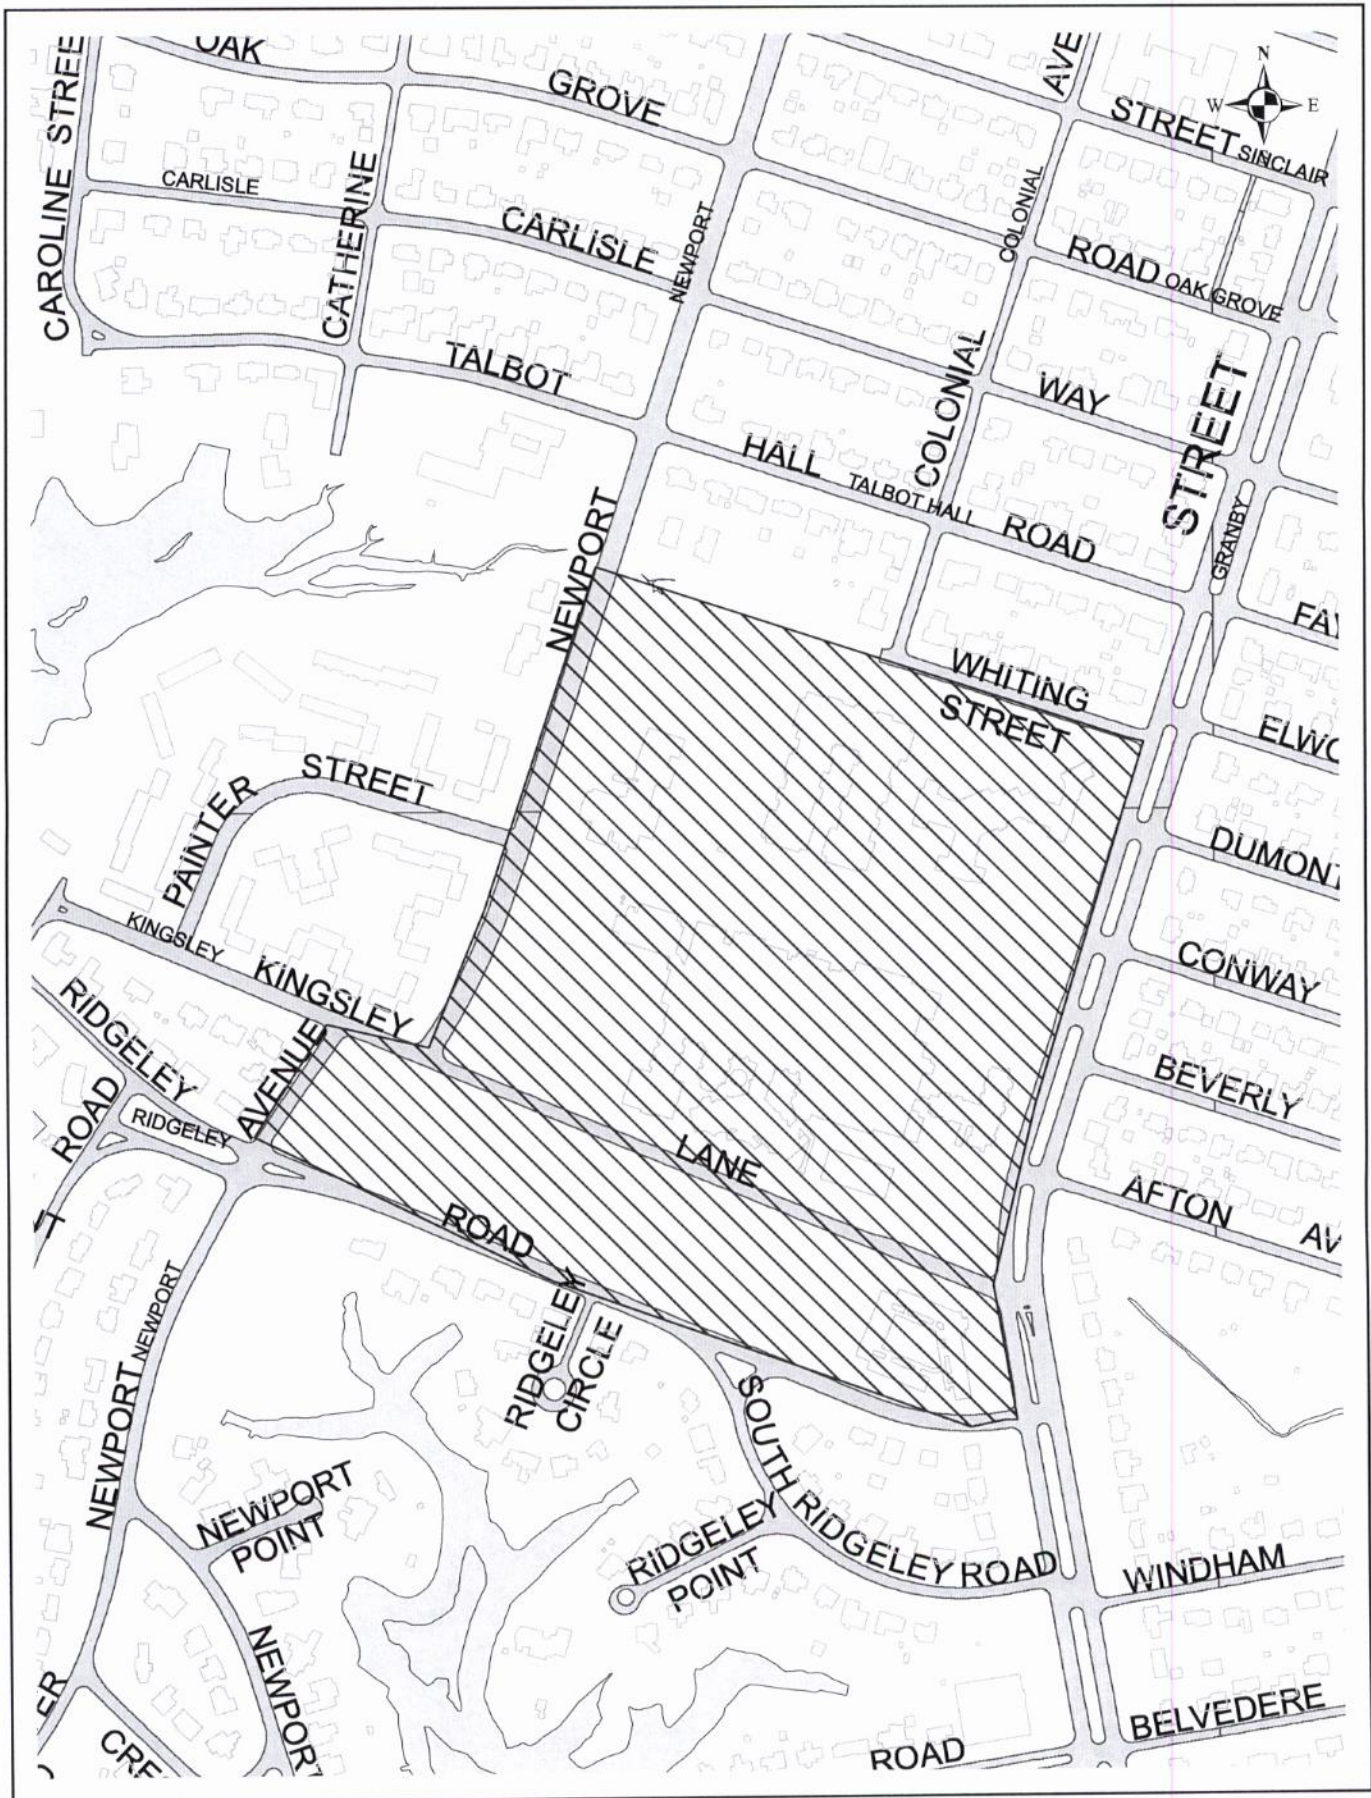 OAK
GROVE
AVE
STREET
SINCLAIR
N
W
E
CAROLINE STREE
CARLISLE
CATHERINE
CARLISLE
NEWPORT
COLONIAL
ROAD
OAK GROVE
TALBOT
HALL
TALBOT HALL
COLONIAL
WAY
ROAD
STREET
GRANBY
NEWPORT
WHITING
STREET
FAY
ELWO
DUMONT
CONWAY
BEVERLY
AFTON
AV
PAINTER
STREET
KINGSLEY
KINGSLEY
LANE
RIDGELEY
AVENUE
ROAD
RIDGELEY
ROAD
NEWPORT
NEWPORT
RIDGELEY
CIRCLE
SOUTH RIDGELEY ROAD
NEWPORT
POINT
RIDGELEY
POINT
WINDHAM
NEWPORT
BELVEDERE
ROAD
ER
CRE